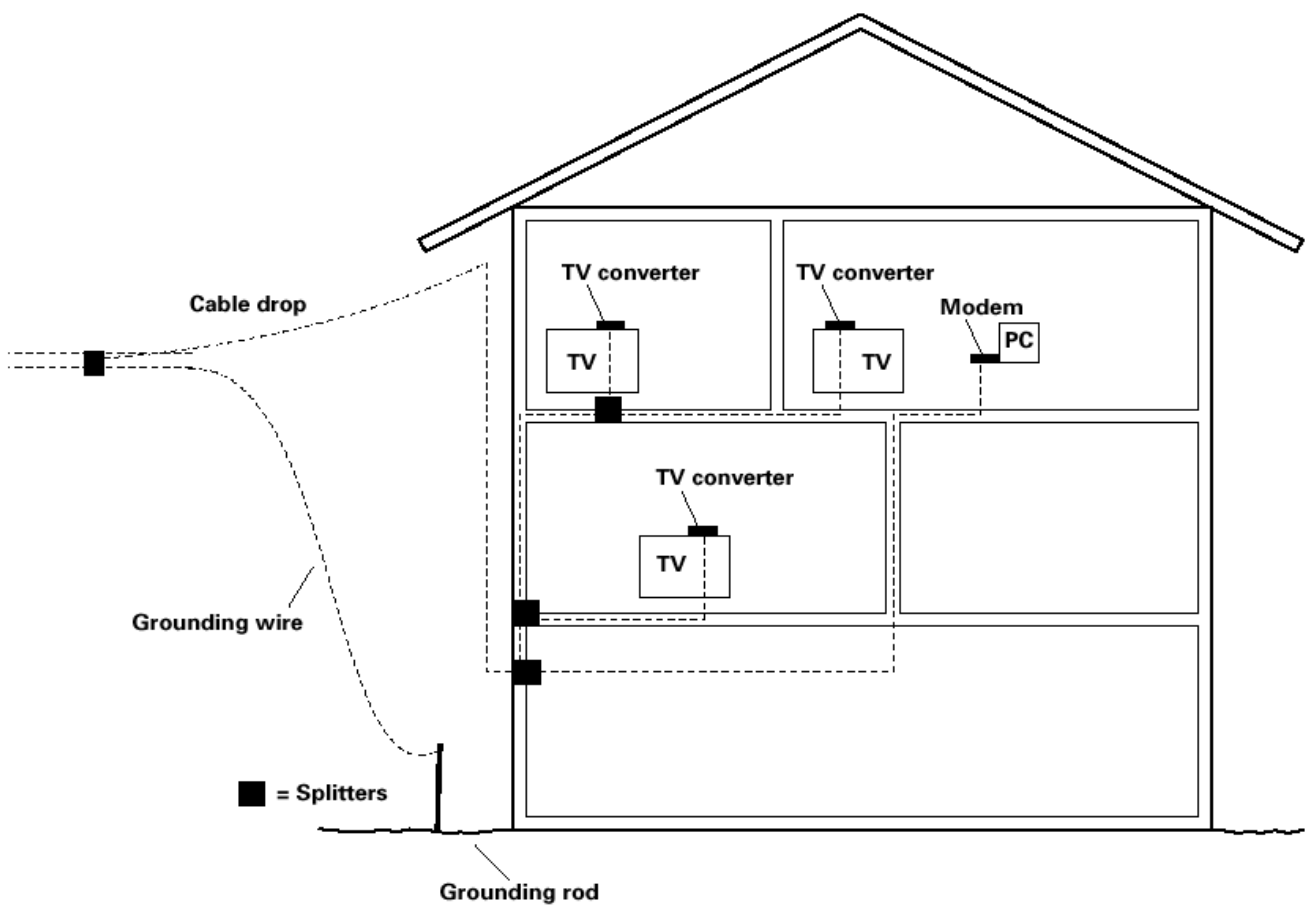 TV converter
TV converter
Cable drop
Modem
PC
TV
TV
TV converter
TV
Grounding wire
= Splitters
Grounding rod